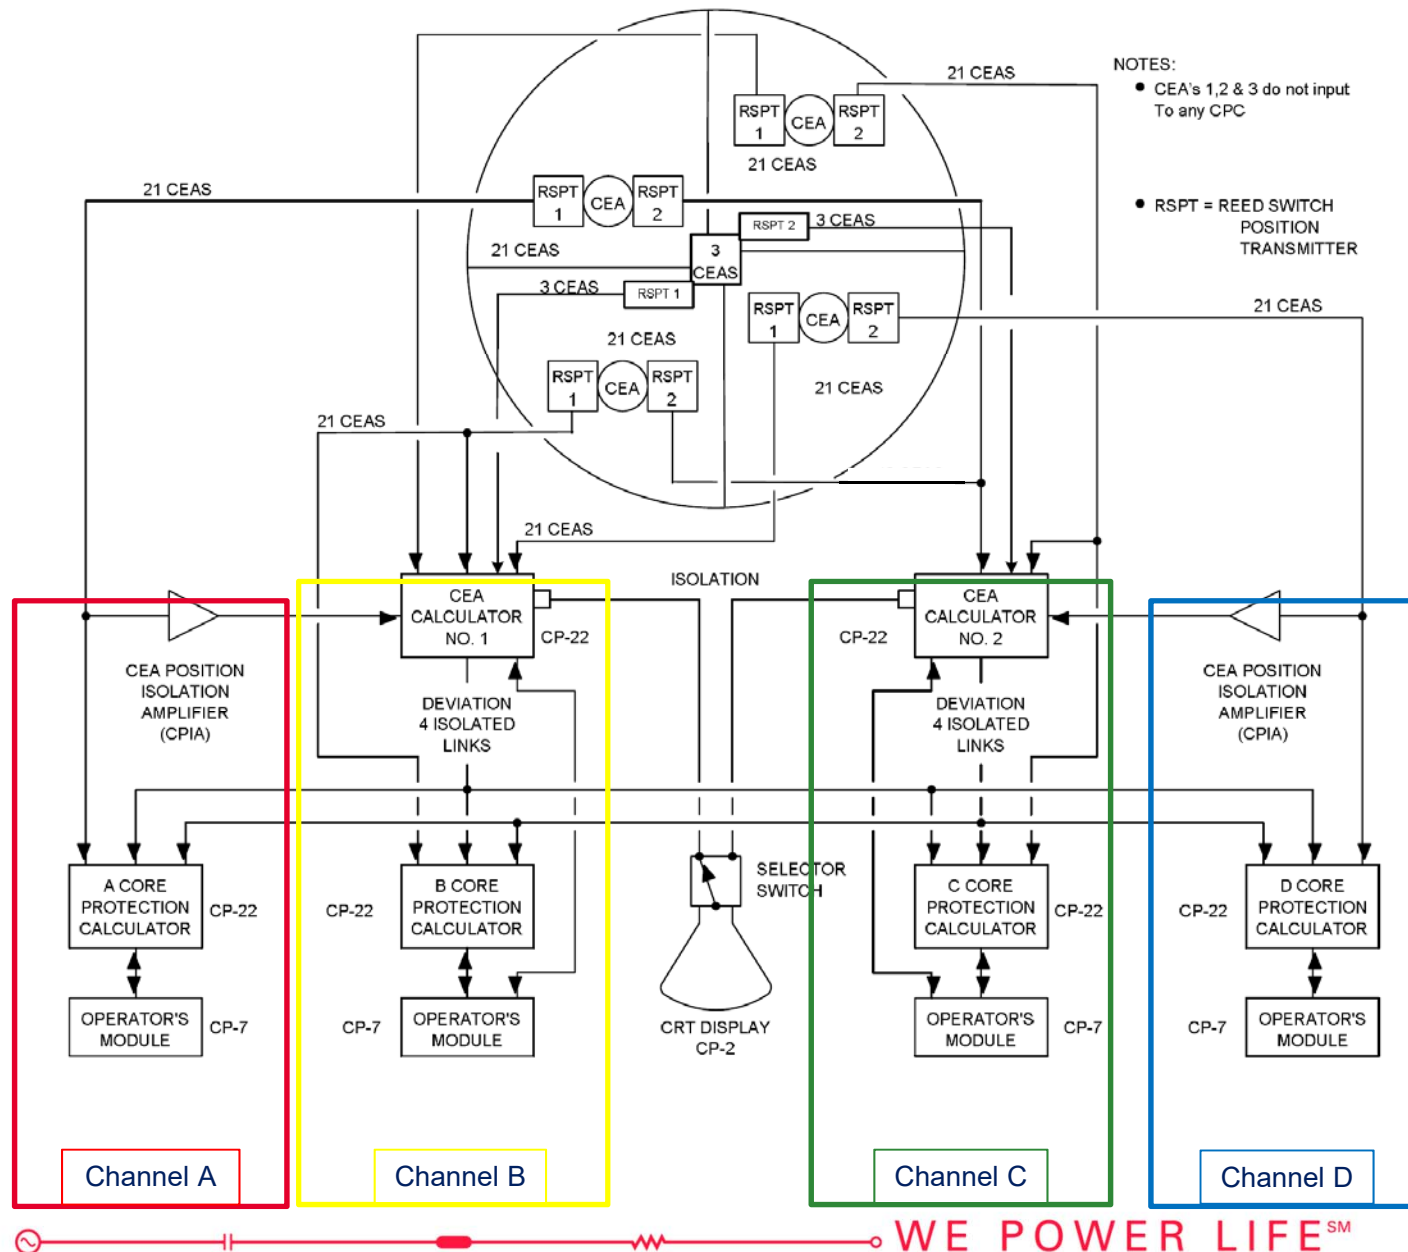 NOTES:
• CEA's 1,2 & 3 do not input
To any CPC
• RSPT = REED SWITCH
POSITION
TRANSMITTER
21 CEAS
RSPT
1
CEA
RSPT
2
21 CEAS
21 CEAS
RSPT
1
CEA
RSPT
2
21 CEAS
RSPT 2
3 CEAS
3
CEAS
3 CEAS
RSPT 1
RSPT
1
CEA
RSPT
2
21 CEAS
21 CEAS
21 CEAS
RSPT
1
CEA
RSPT
2
21 CEAS
21 CEAS
ISOLATION
CEA
CALCULATOR
NO. 1
CP-22
CEA
CALCULATOR
NO. 2
CP-22
CEA POSITION
ISOLATION
AMPLIFIER
(CPIA)
DEVIATION
4 ISOLATED
LINKS
DEVIATION
4 ISOLATED
LINKS
CEA POSITION
ISOLATION
AMPLIFIER
(CPIA)
A CORE
PROTECTION
CALCULATOR
CP-22
CP-22
B CORE
PROTECTION
CALCULATOR
SELECTOR
SWITCH
C CORE
PROTECTION
CALCULATOR
CP-22
CP-22
D CORE
PROTECTION
CALCULATOR
OPERATOR'S
MODULE
CP-7
CP-7
OPERATOR'S
MODULE
CRT DISPLAY
CP-2
OPERATOR'S
MODULE
CP-7
CP-7
OPERATOR'S
MODULE
Channel A
Channel B
Channel C
Channel D
WE POWER LIFE℠